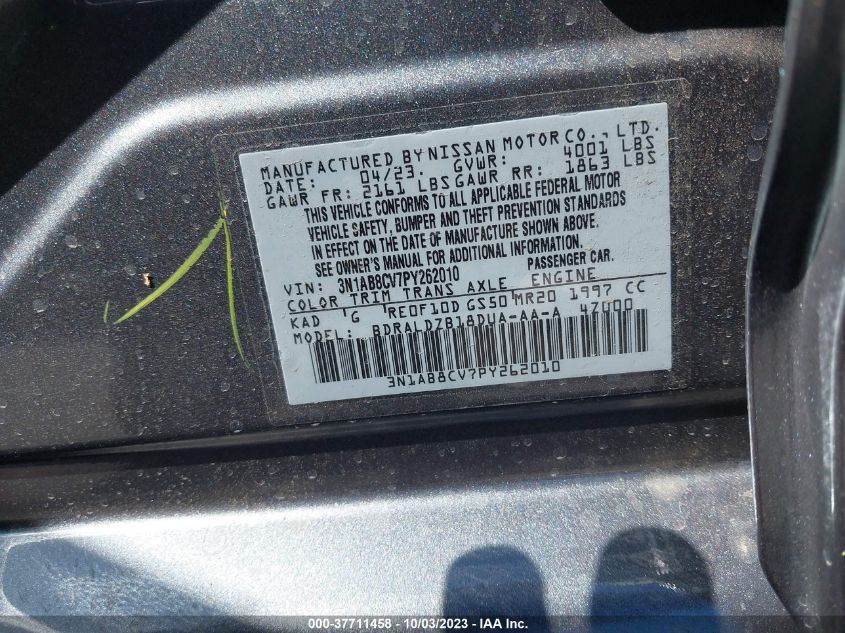 MANUFACTURED BY NISSAN MOTOR CO., LTD.
DATE: 04/23. GVWR: 4001 LBS
GAWR FR: 2161 LBS GAWR RR: 1863 LBS
THIS VEHICLE CONFORMS TO ALL APPLICABLE FEDERAL MOTOR
VEHICLE SAFETY, BUMPER AND THEFT PREVENTION STANDARDS
IN EFFECT ON THE DATE OF MANUFACTURE SHOWN ABOVE.
SEE OWNER'S MANUAL FOR ADDITIONAL INFORMATION.
VIN: 3N1AB8CV7PY262010 PASSENGER CAR.
COLOR TRIM TRANS AXLE ENGINE
KAD 'G 'RE0F10D GS50 MR20 1997 CC
MODEL: BDRALDZB18DUA-AA-A 47000
3N1AB8CV7PY262010
000-37711458 - 10/03/2023 - IPAY INC.